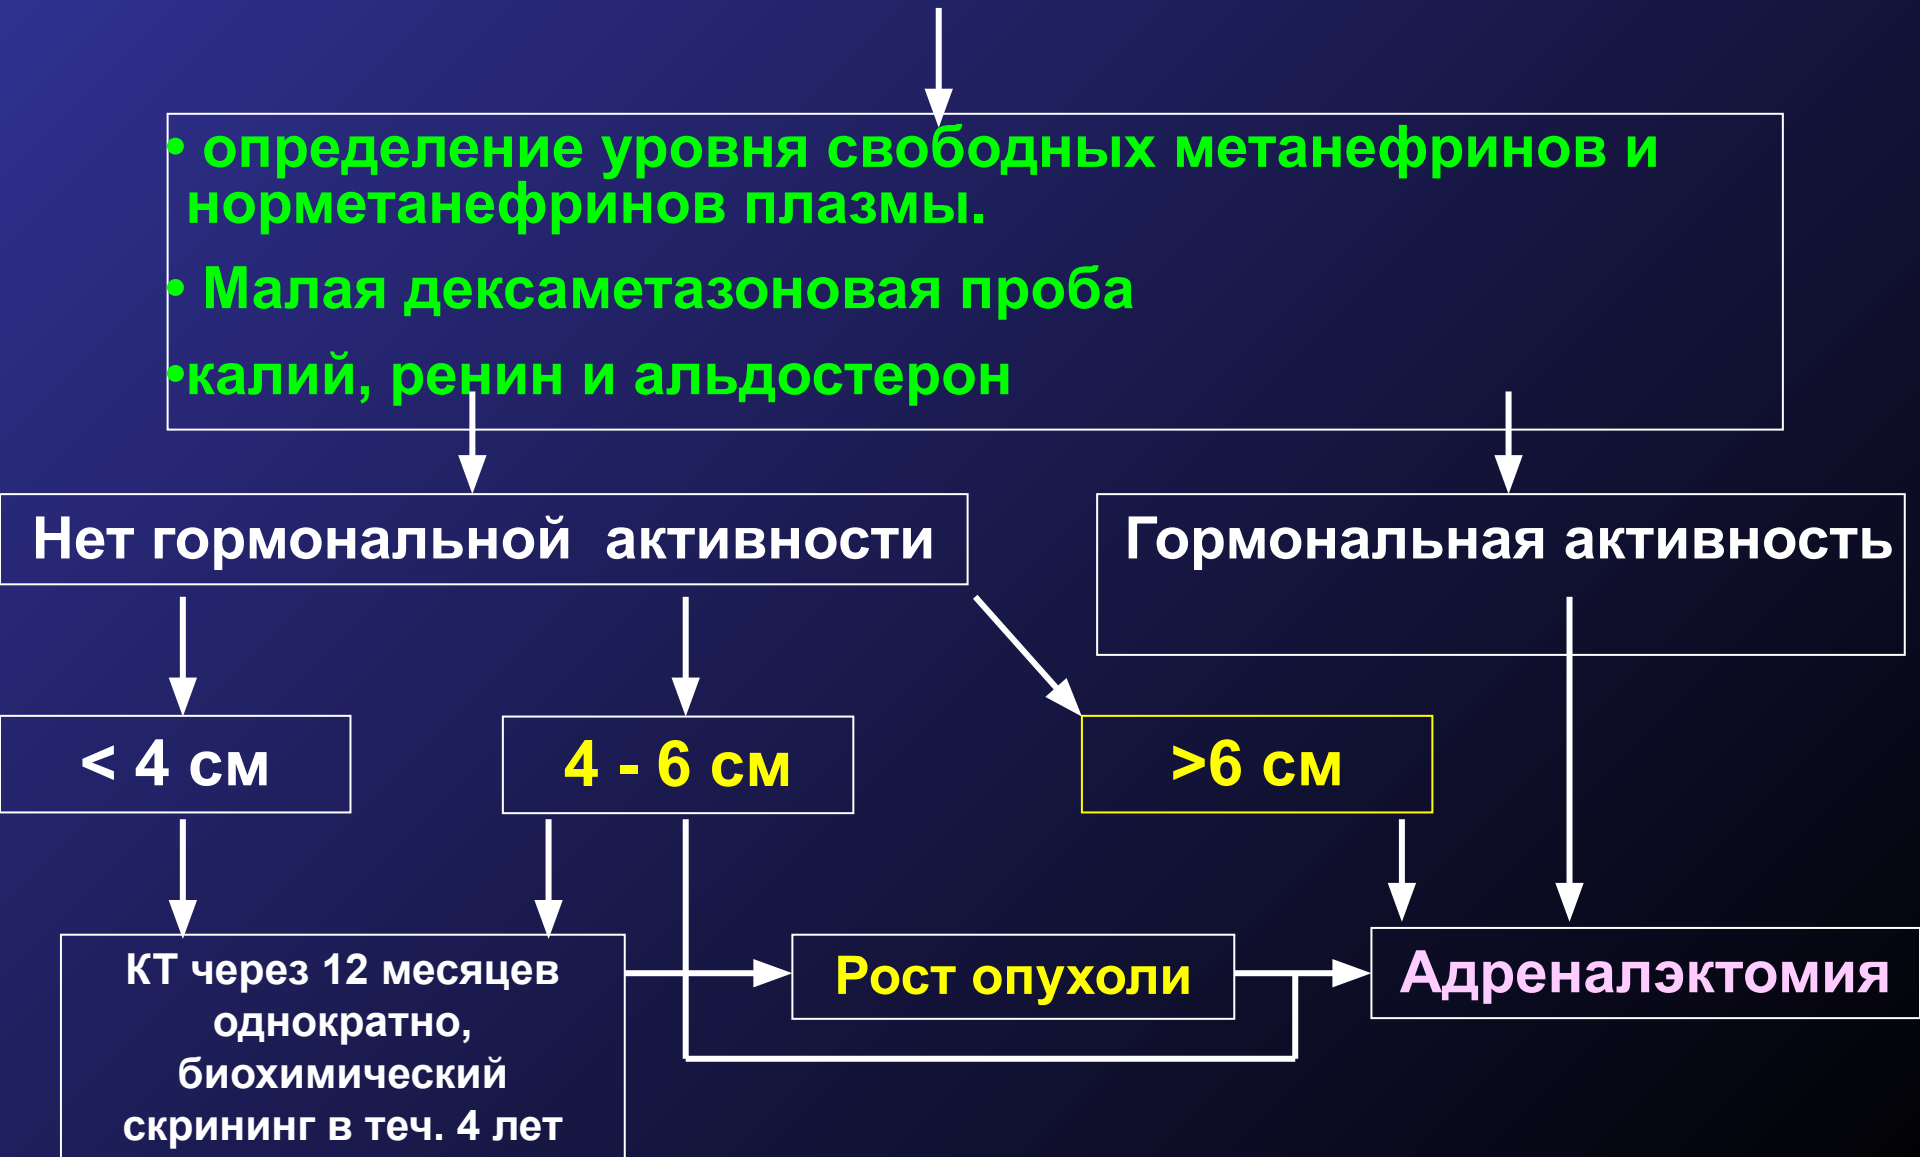 • определение уровня свободных метанефринов и
норметанефринов плазмы.
• Малая дексаметазоновая проба
•калий, ренин и альдостерон
Нет гормональной активности
Гормональная активность
< 4 см
4 - 6 см
>6 см
КТ через 12 месяцев
однократно,
биохимический
скрининг в теч. 4 лет
Рост опухоли
Адреналэктомия